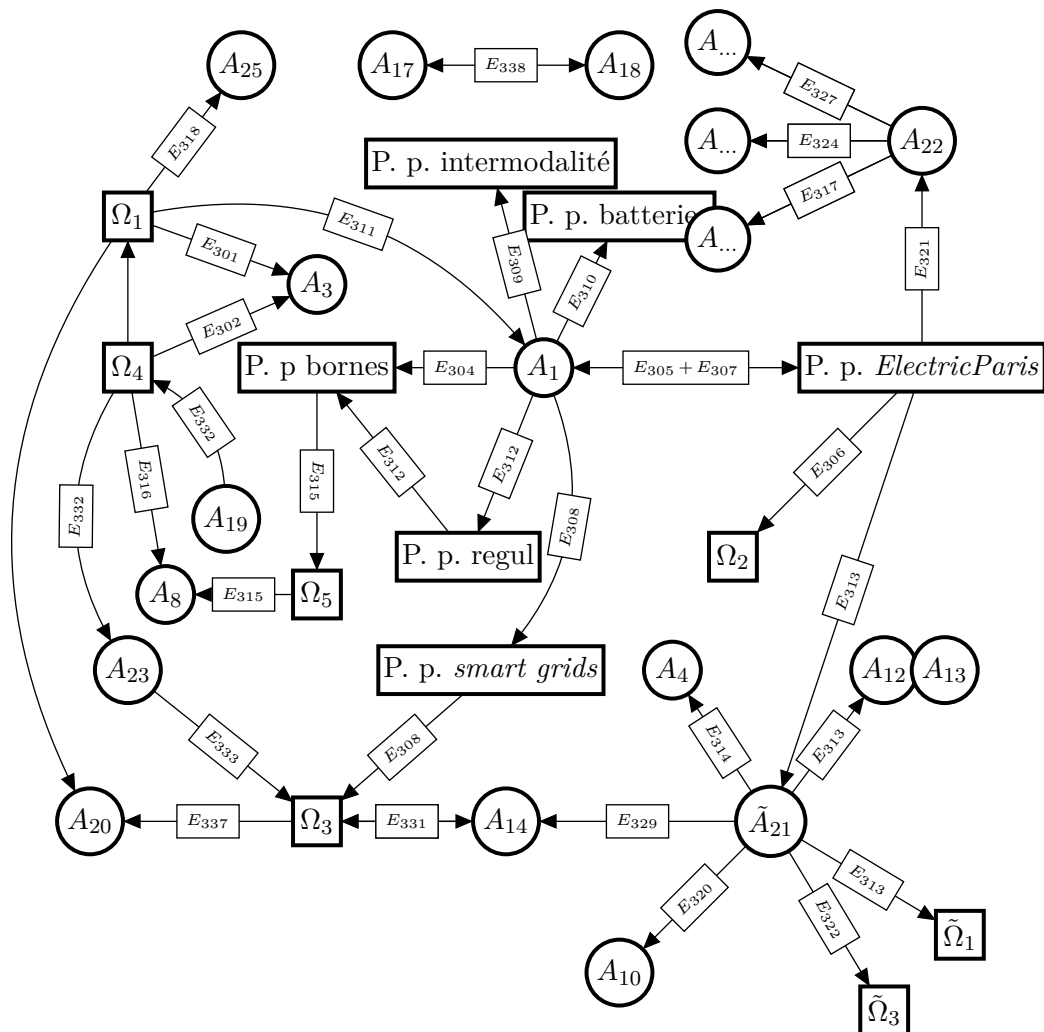 A...
A25
A17
E338
A18
E327
E318
A...
E324
A22
P. p. intermodalité
E317
Ω1
E311
P. p. batterie
A...
E301
E309
E321
A3
E310
E302
Ω4
P. p bornes
E304
A1
E305 + E307
P. p. ElectricParis
E332
E312
E312
E306
E316
E315
E332
A19
E308
P. p. regul
Ω2
E313
A8
E315
Ω5
A23
P. p. smart grids
A4
A12
A13
E333
E308
E314
E313
A20
E337
Ω3
E331
A14
E329
Ã21
E320
E313
E322
Ω̃1
A10
Ω̃3